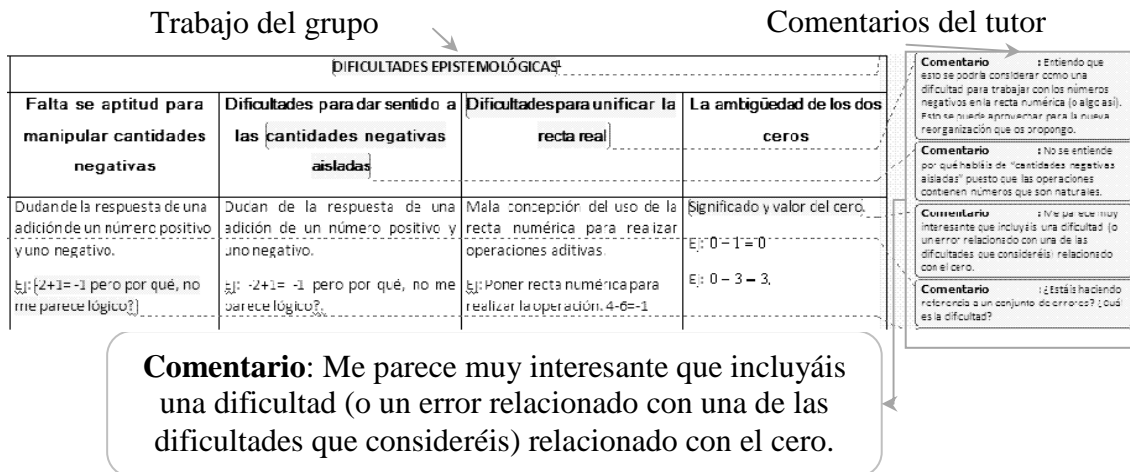 Trabajo del grupo
Comentarios del tutor
DIFICULTADES EPISTEMOLÓGICAS
Falta se aptitud para
manipular cantidades
negativas
Dificultades para dar sentido a
las cantidades negativas
aisladas
Dificultades para unificar la
recta real
La ambigüedad de los dos
ceros
Dudan de la respuesta de una
adición de un número positivo
y uno negativo.
Ej: -2+1= -1 pero por qué, no
me parece lógico?
Dudan de la respuesta de una
adición de un número positivo y
uno negativo.
Ej: -2+1= -1 pero por qué, no me
parece lógico?
Mala concepción del uso de la
recta numérica para realizar
operaciones aditivas.
Ej: Poner recta numérica para
realizar la operación. 4-6=-1
Significado y valor del cero.
Ej: 0 – 1 = 0
Ej: 0 – 3 = 3.
Comentario : Entiendo que
esto se podría considerar como una
dificultad para trabajar con los números
negativos en la recta numérica (o algo así).
Esto se puede aprovechar para la nueva
reorganización que os propongo.
Comentario : No se entiende
por qué habláis de "cantidades negativas
aisladas" puesto que las operaciones
contienen números que son naturales.
Comentario : Me parece muy
interesante que incluyáis una dificultad (o
un error relacionado con una de las
dificultades que consideréis) relacionado
con el cero.
Comentario : ¿Estáis haciendo
referencia a un conjunto de errores? ¿Cuál
es la dificultad?
Comentario: Me parece muy interesante que incluyáis
una dificultad (o un error relacionado con una de las
dificultades que consideréis) relacionado con el cero.